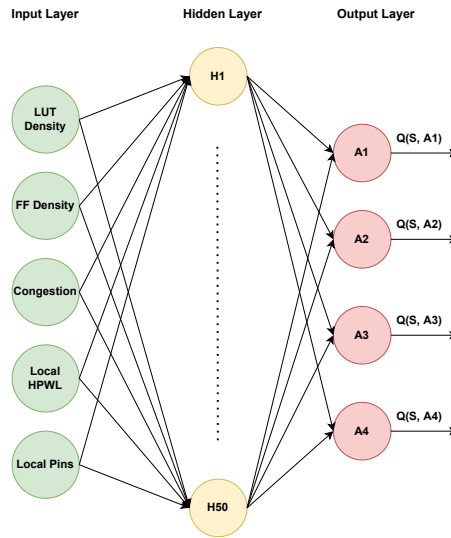 Input Layer
Hidden Layer
Output Layer
LUT
Density
FF Density
Congestion
Local
HPWL
Local Pins
H1
H50
A1
A2
A3
A4
Q(S, A1)
Q(S, A2)
Q(S, A3)
Q(S, A4)